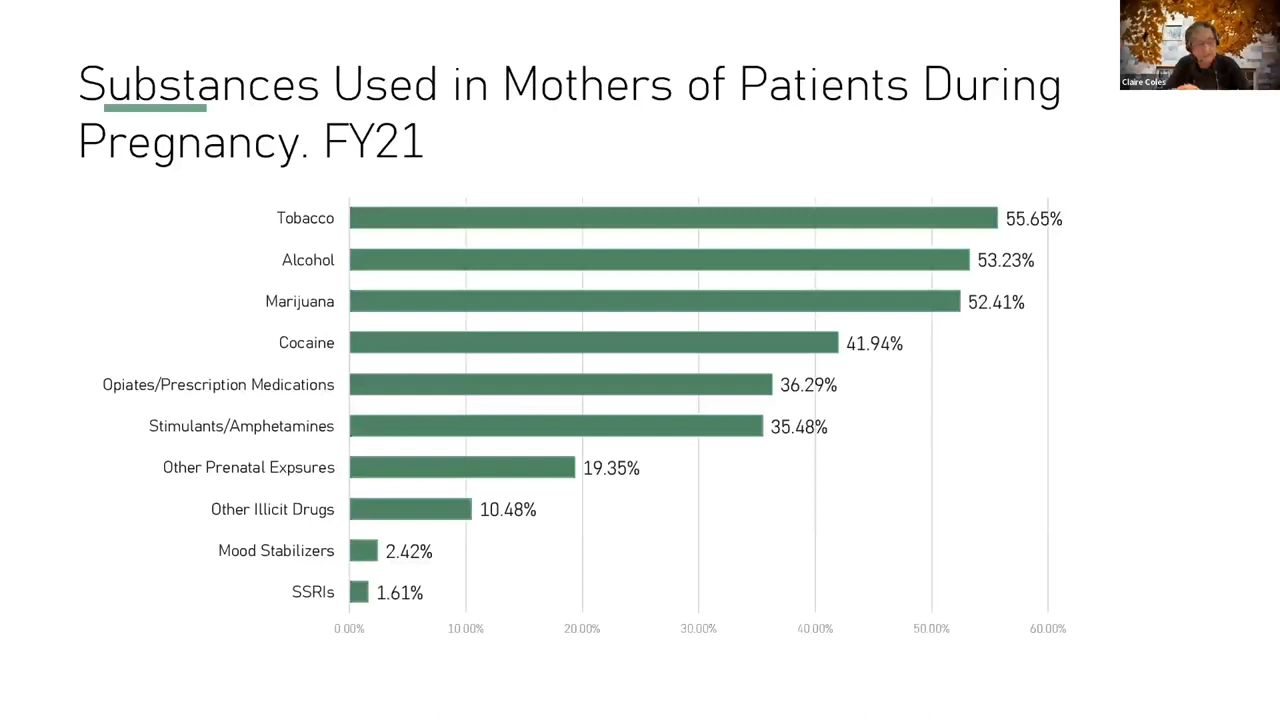 Substances Used in Mothers of Patients During
Pregnancy. FY21
Claire Coles
Tobacco 55.65%
Alcohol 53.23%
Marijuana 52.41%
Cocaine 41.94%
Opiates/Prescription Medications 36.29%
Stimulants/Amphetamines 35.48%
Other Prenatal Expsures 19.35%
Other Illicit Drugs 10.48%
Mood Stabilizers 2.42%
SSRIs 1.61%
0.00% 10.00% 20.00% 30.00% 40.00% 50.00% 60.00%